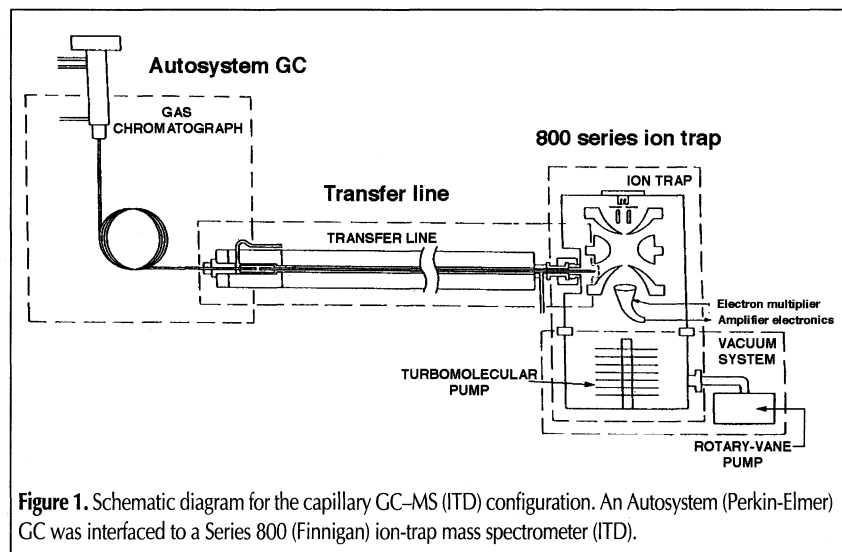 Autosystem GC
GAS
CHROMATOGRAPH
800 series ion trap
ION TRAP
Transfer line
TRANSFER LINE
Electron multiplier
Amplifier electronics
VACUUM
SYSTEM
TURBOMOLECULAR
PUMP
ROTARY-VANE
PUMP
Figure 1. Schematic diagram for the capillary GC–MS (ITD) configuration. An Autosystem (Perkin-Elmer)
GC was interfaced to a Series 800 (Finnigan) ion-trap mass spectrometer (ITD).